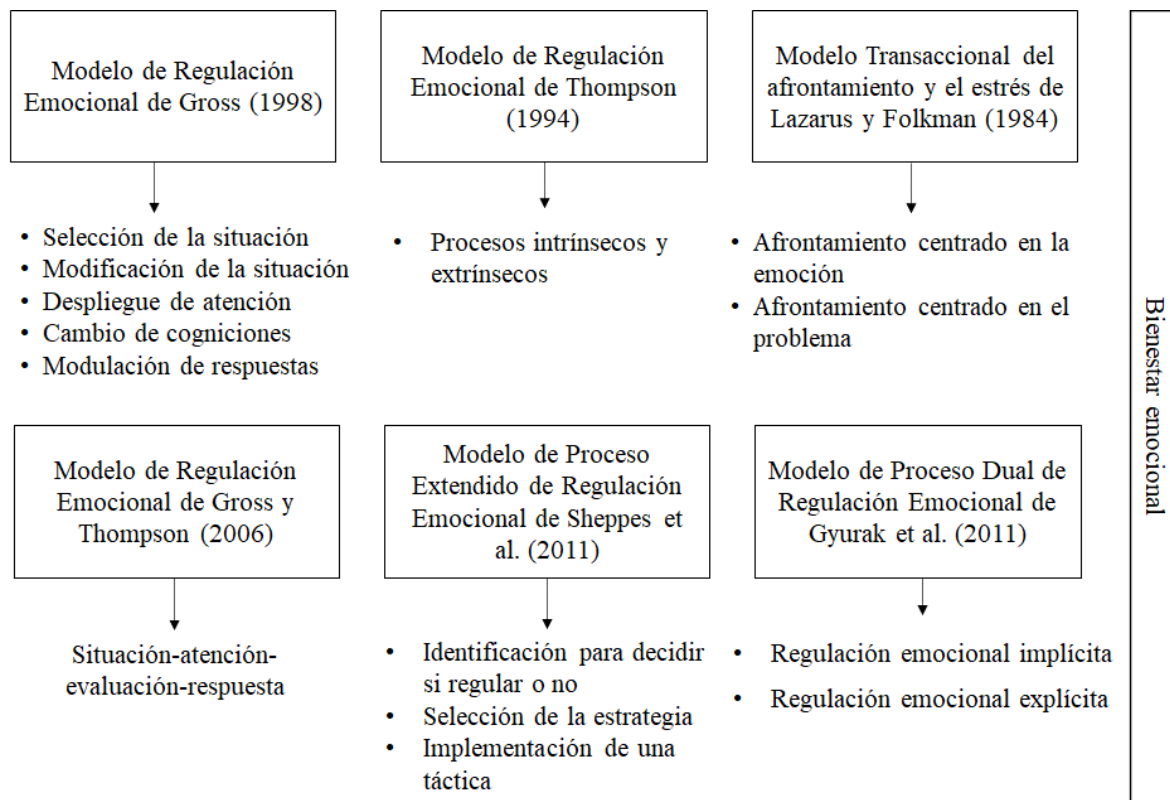 Modelo de Regulación
Emocional de Gross (1998)
Modelo de Regulación
Emocional de Thompson
(1994)
Modelo Transaccional del
afrontamiento y el estrés de
Lazarus y Folkman (1984)
• Selección de la situación
• Modificación de la situación
• Despliegue de atención
• Cambio de cogniciones
• Modulación de respuestas
• Procesos intrínsecos y
extrínsecos
• Afrontamiento centrado en la
emoción
• Afrontamiento centrado en el
problema
Modelo de Regulación
Emocional de Gross y
Thompson (2006)
Modelo de Proceso
Extendido de Regulación
Emocional de Sheppes et
al. (2011)
Modelo de Proceso Dual de
Regulación Emocional de
Gyurak et al. (2011)
Situación-atención-
evaluación-respuesta
• Identificación para decidir
si regular o no
• Selección de la estrategia
• Implementación de una
táctica
• Regulación emocional implícita
• Regulación emocional explícita
Bienestar emocional